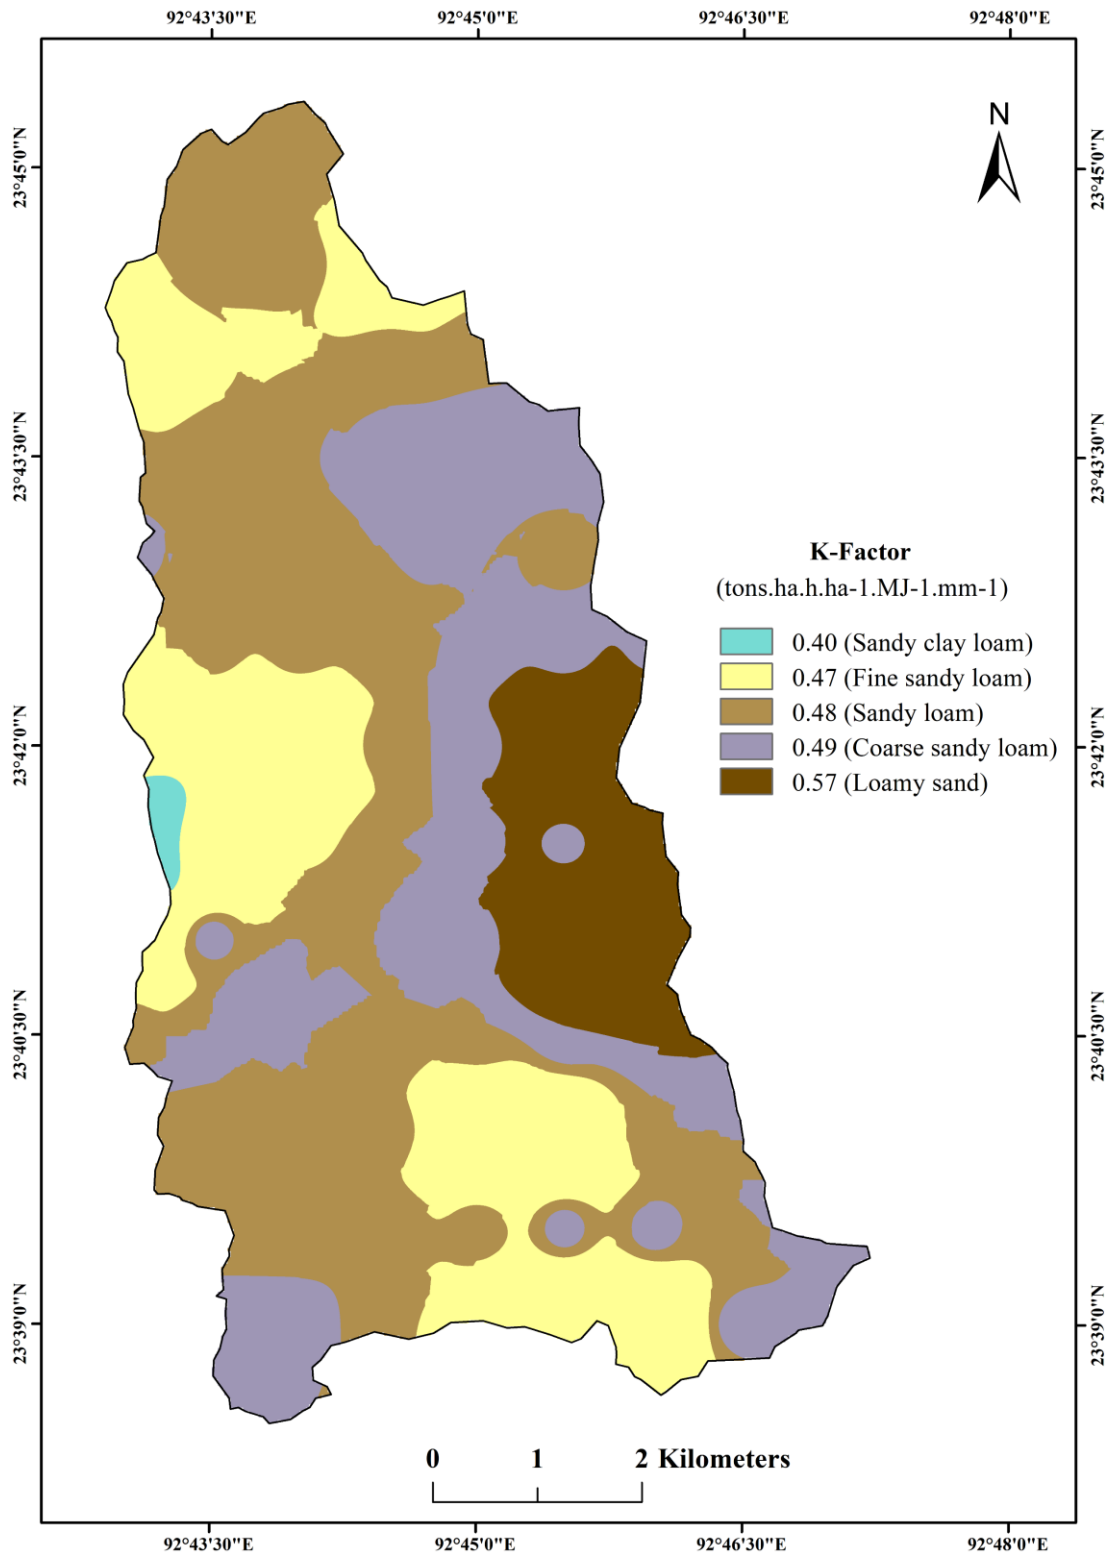 92°43'30"E 92°45'0"E 92°46'30"E 92°48'0"E
N
23°45'0"N 23°45'0"N
23°43'30"N 23°43'30"N
K-Factor
(tons.ha.h.ha-1.MJ-1.mm-1)
0.40 (Sandy clay loam)
0.47 (Fine sandy loam)
0.48 (Sandy loam)
0.49 (Coarse sandy loam)
0.57 (Loamy sand)
23°42'0"N 23°42'0"N
23°40'30"N 23°40'30"N
23°39'0"N 23°39'0"N
0 1 2 Kilometers
92°43'30"E 92°45'0"E 92°46'30"E 92°48'0"E